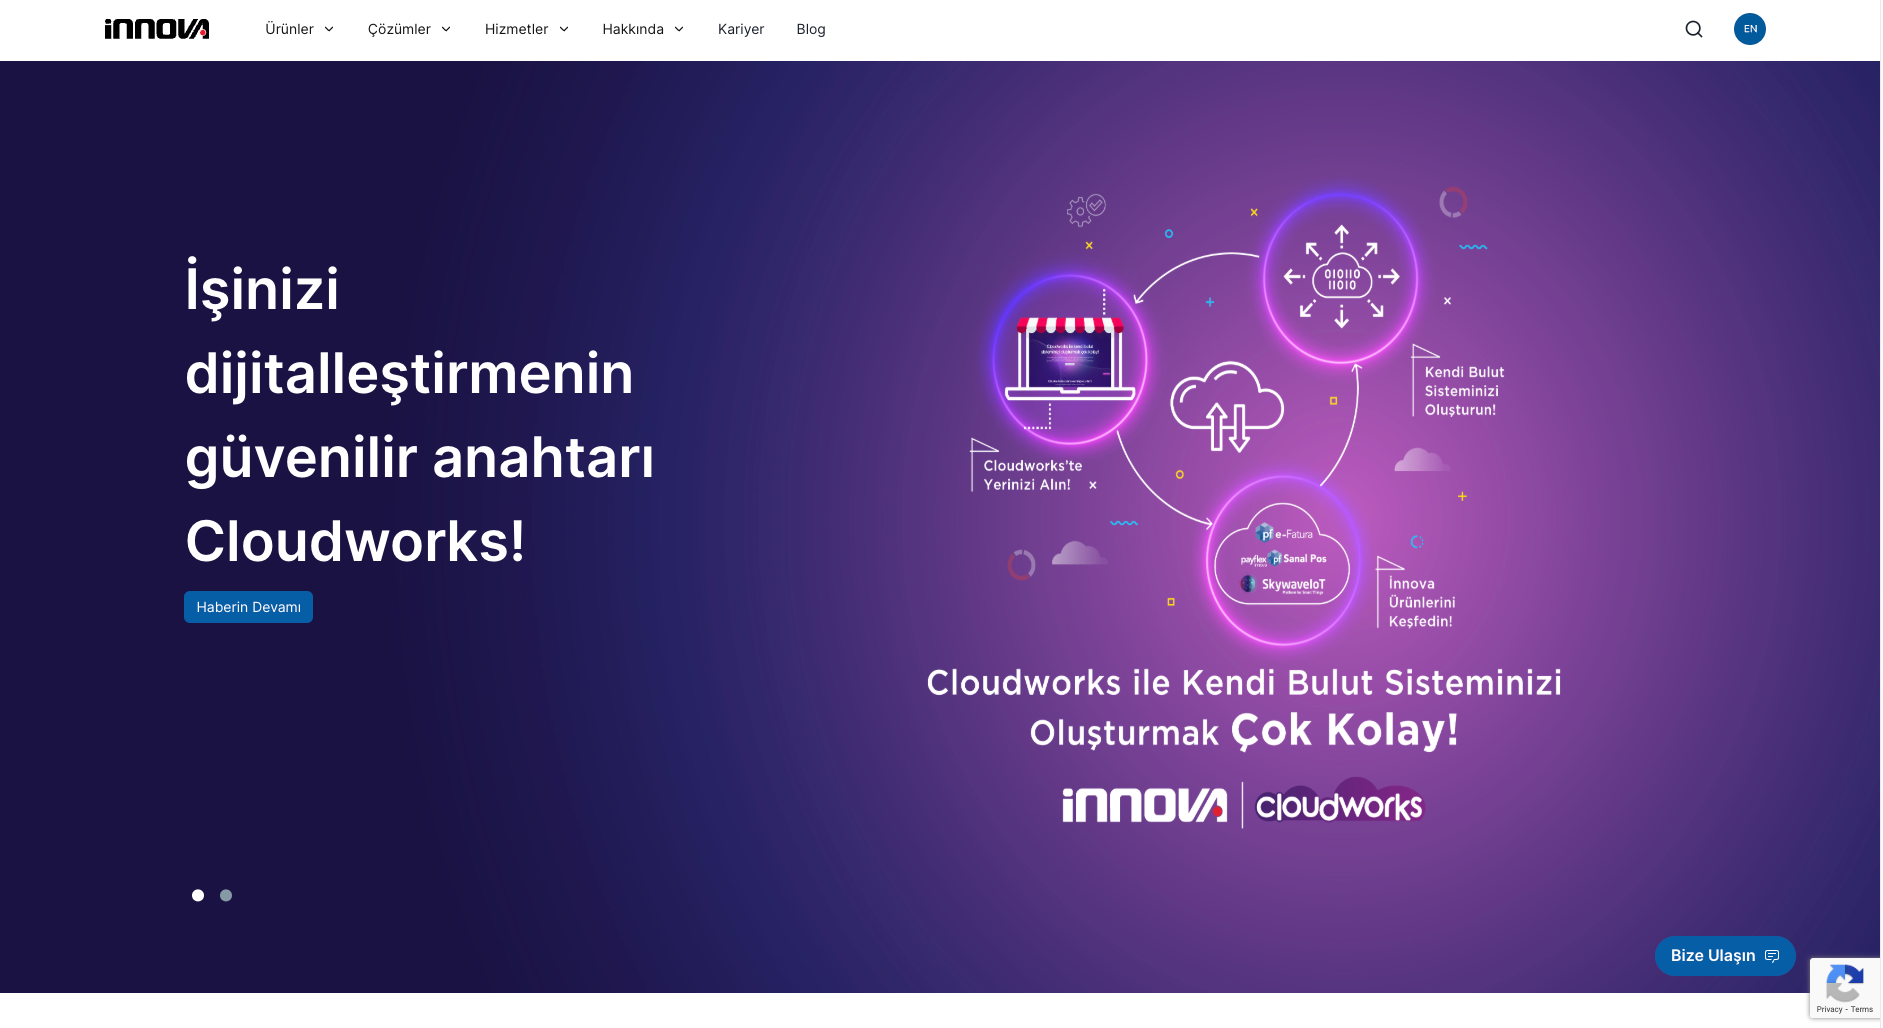 innova
Ürünler
Çözümler
Hizmetler
Hakkında
Kariyer
Blog
EN
İşinizi
dijitalleştirmenin
güvenilir anahtarı
Cloudworks!
Haberin Devamı
010110
11010
Kendi Bulut
Sisteminizi
Oluşturun!
Cloudworks'te
Yerinizi Alın!
pf e-Fatura
payflex pf Sanal Pos
SkywaveIoT
İnnova
Ürünlerini
Keşfedin!
Cloudworks ile Kendi Bulut Sisteminizi
Oluşturmak Çok Kolay!
innova | cloudworks
Bize Ulaşın
Privacy - Terms